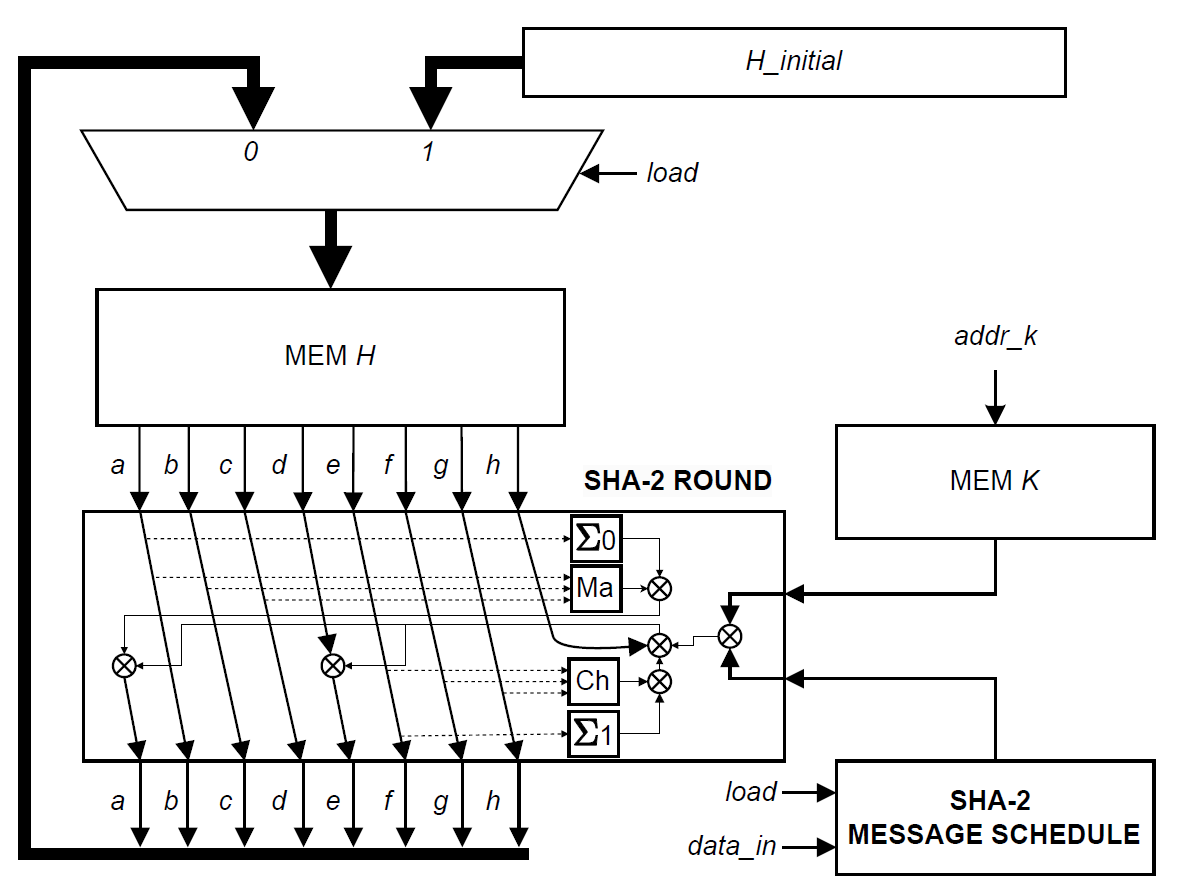 H_initial
0 1
load
MEM H
addr_k
a b c d e f g h
MEM K
SHA-2 ROUND
Σ0
Ma
Ch
Σ1
a b c d e f g h
load
data_in
SHA-2
MESSAGE SCHEDULE